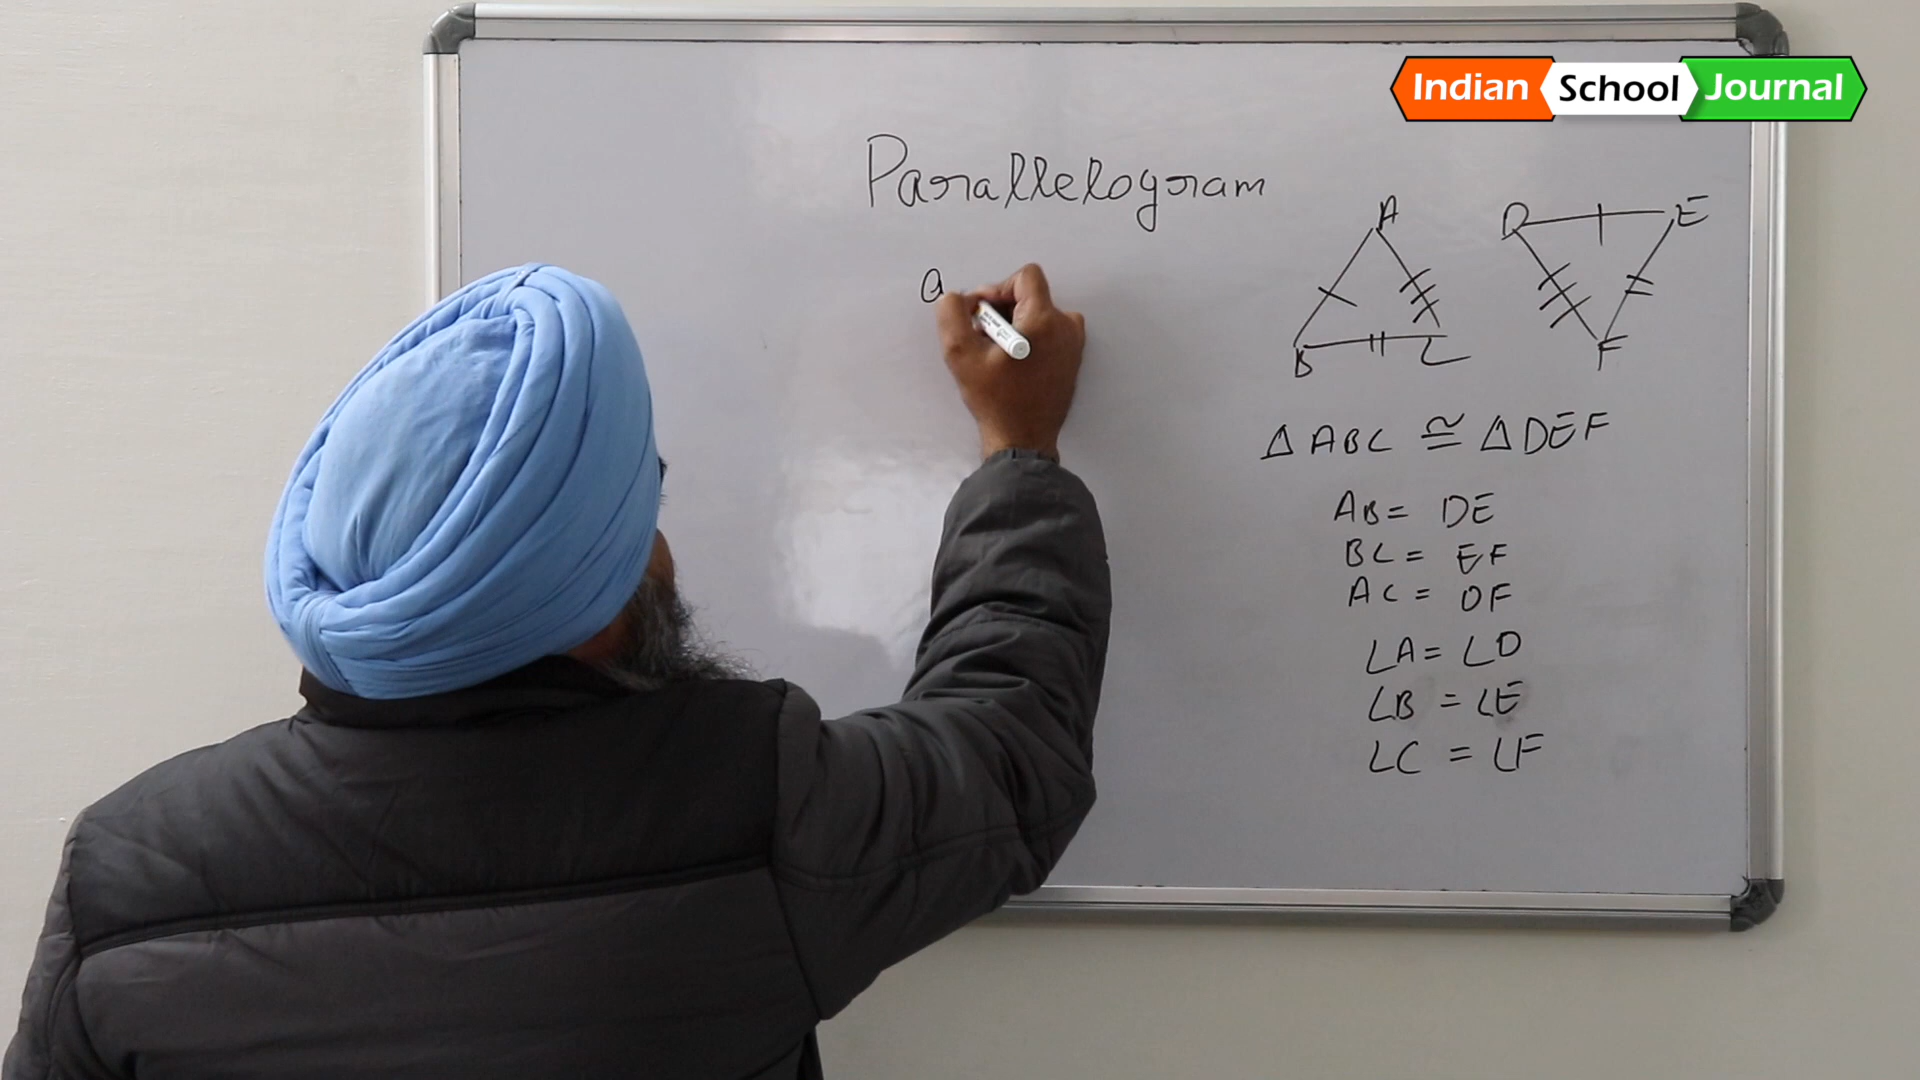 Indian School Journal
Parallelogram
a
A
D E
B C
F
△ ABC ≅ △DEF
AB = DE
BC = EF
AC = DF
∠A = ∠D
∠B = ∠E
∠C = ∠F